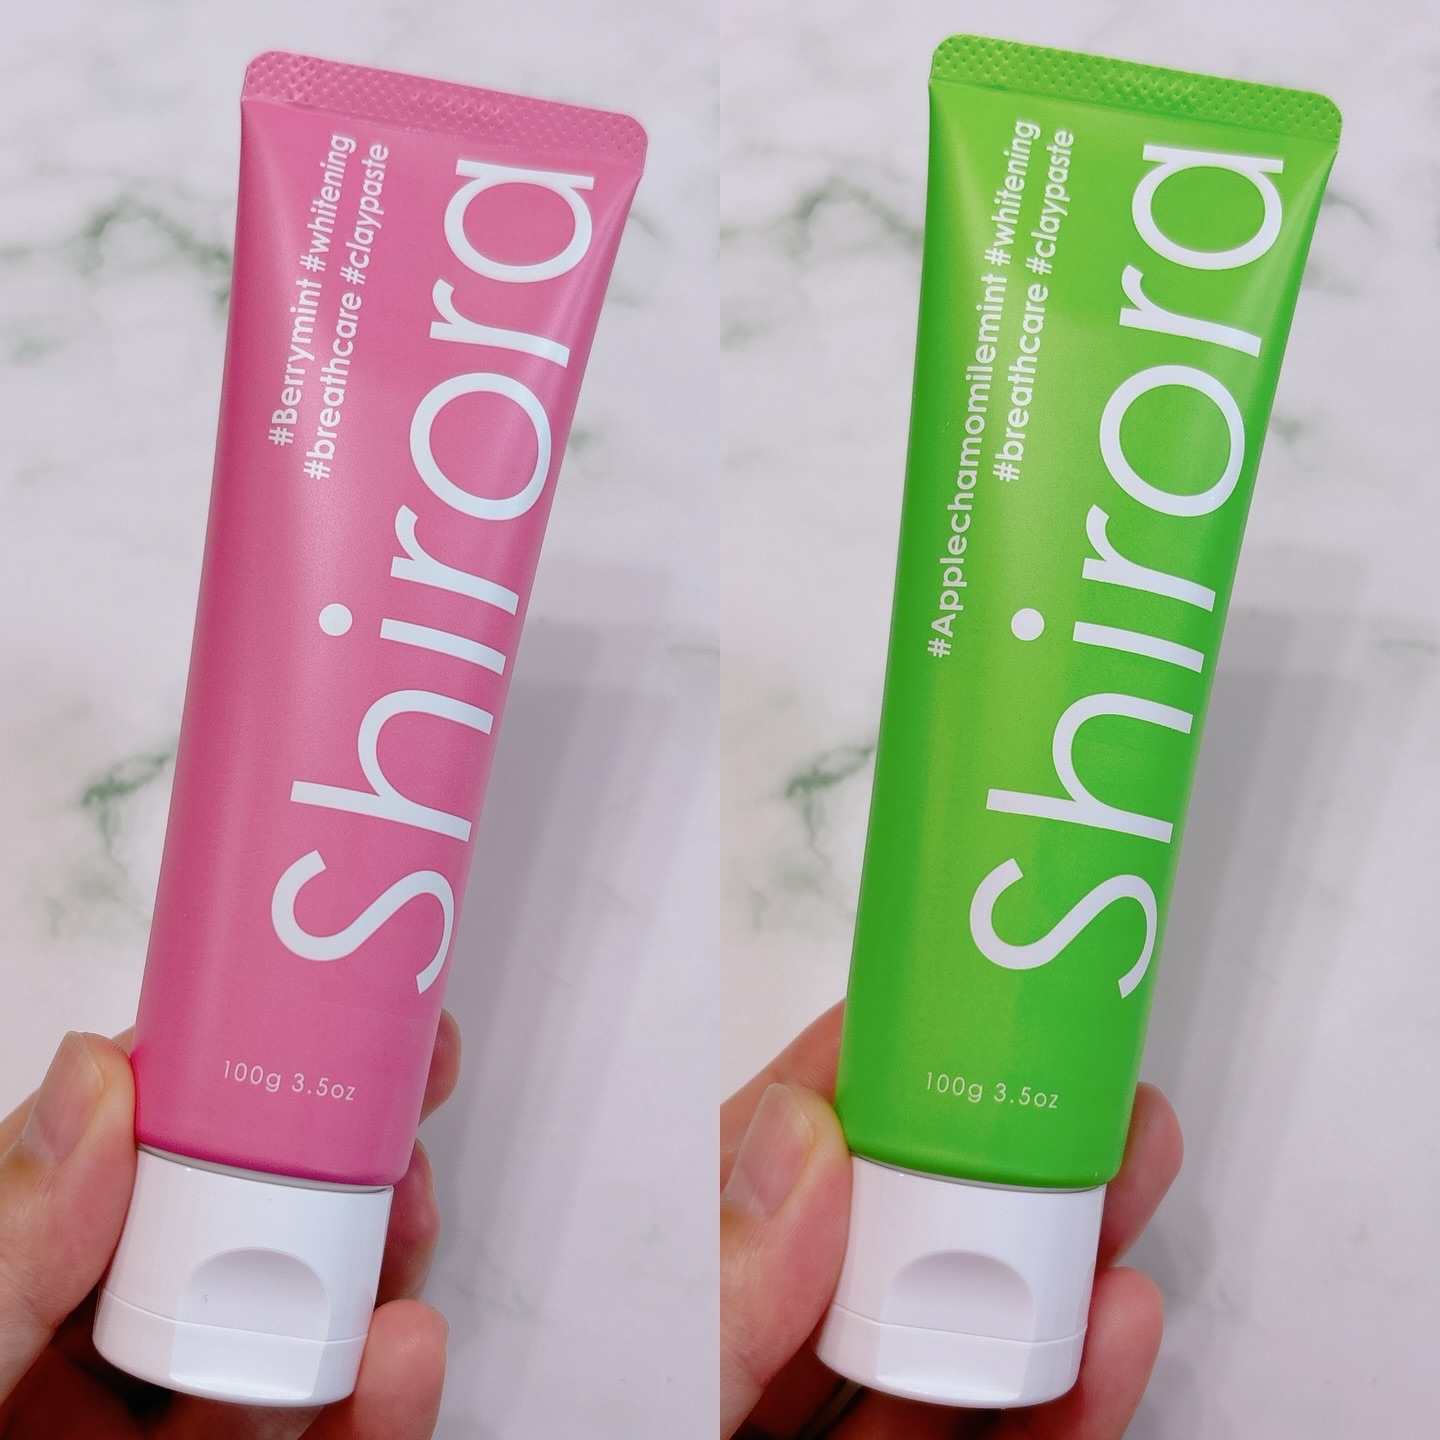 #Berrymint #whitening
#breathcare #claypaste
Shirora
100g 3.5oz
#Applechamomilemint #whitening
#breathcare #claypaste
Shirora
100g 3.5oz